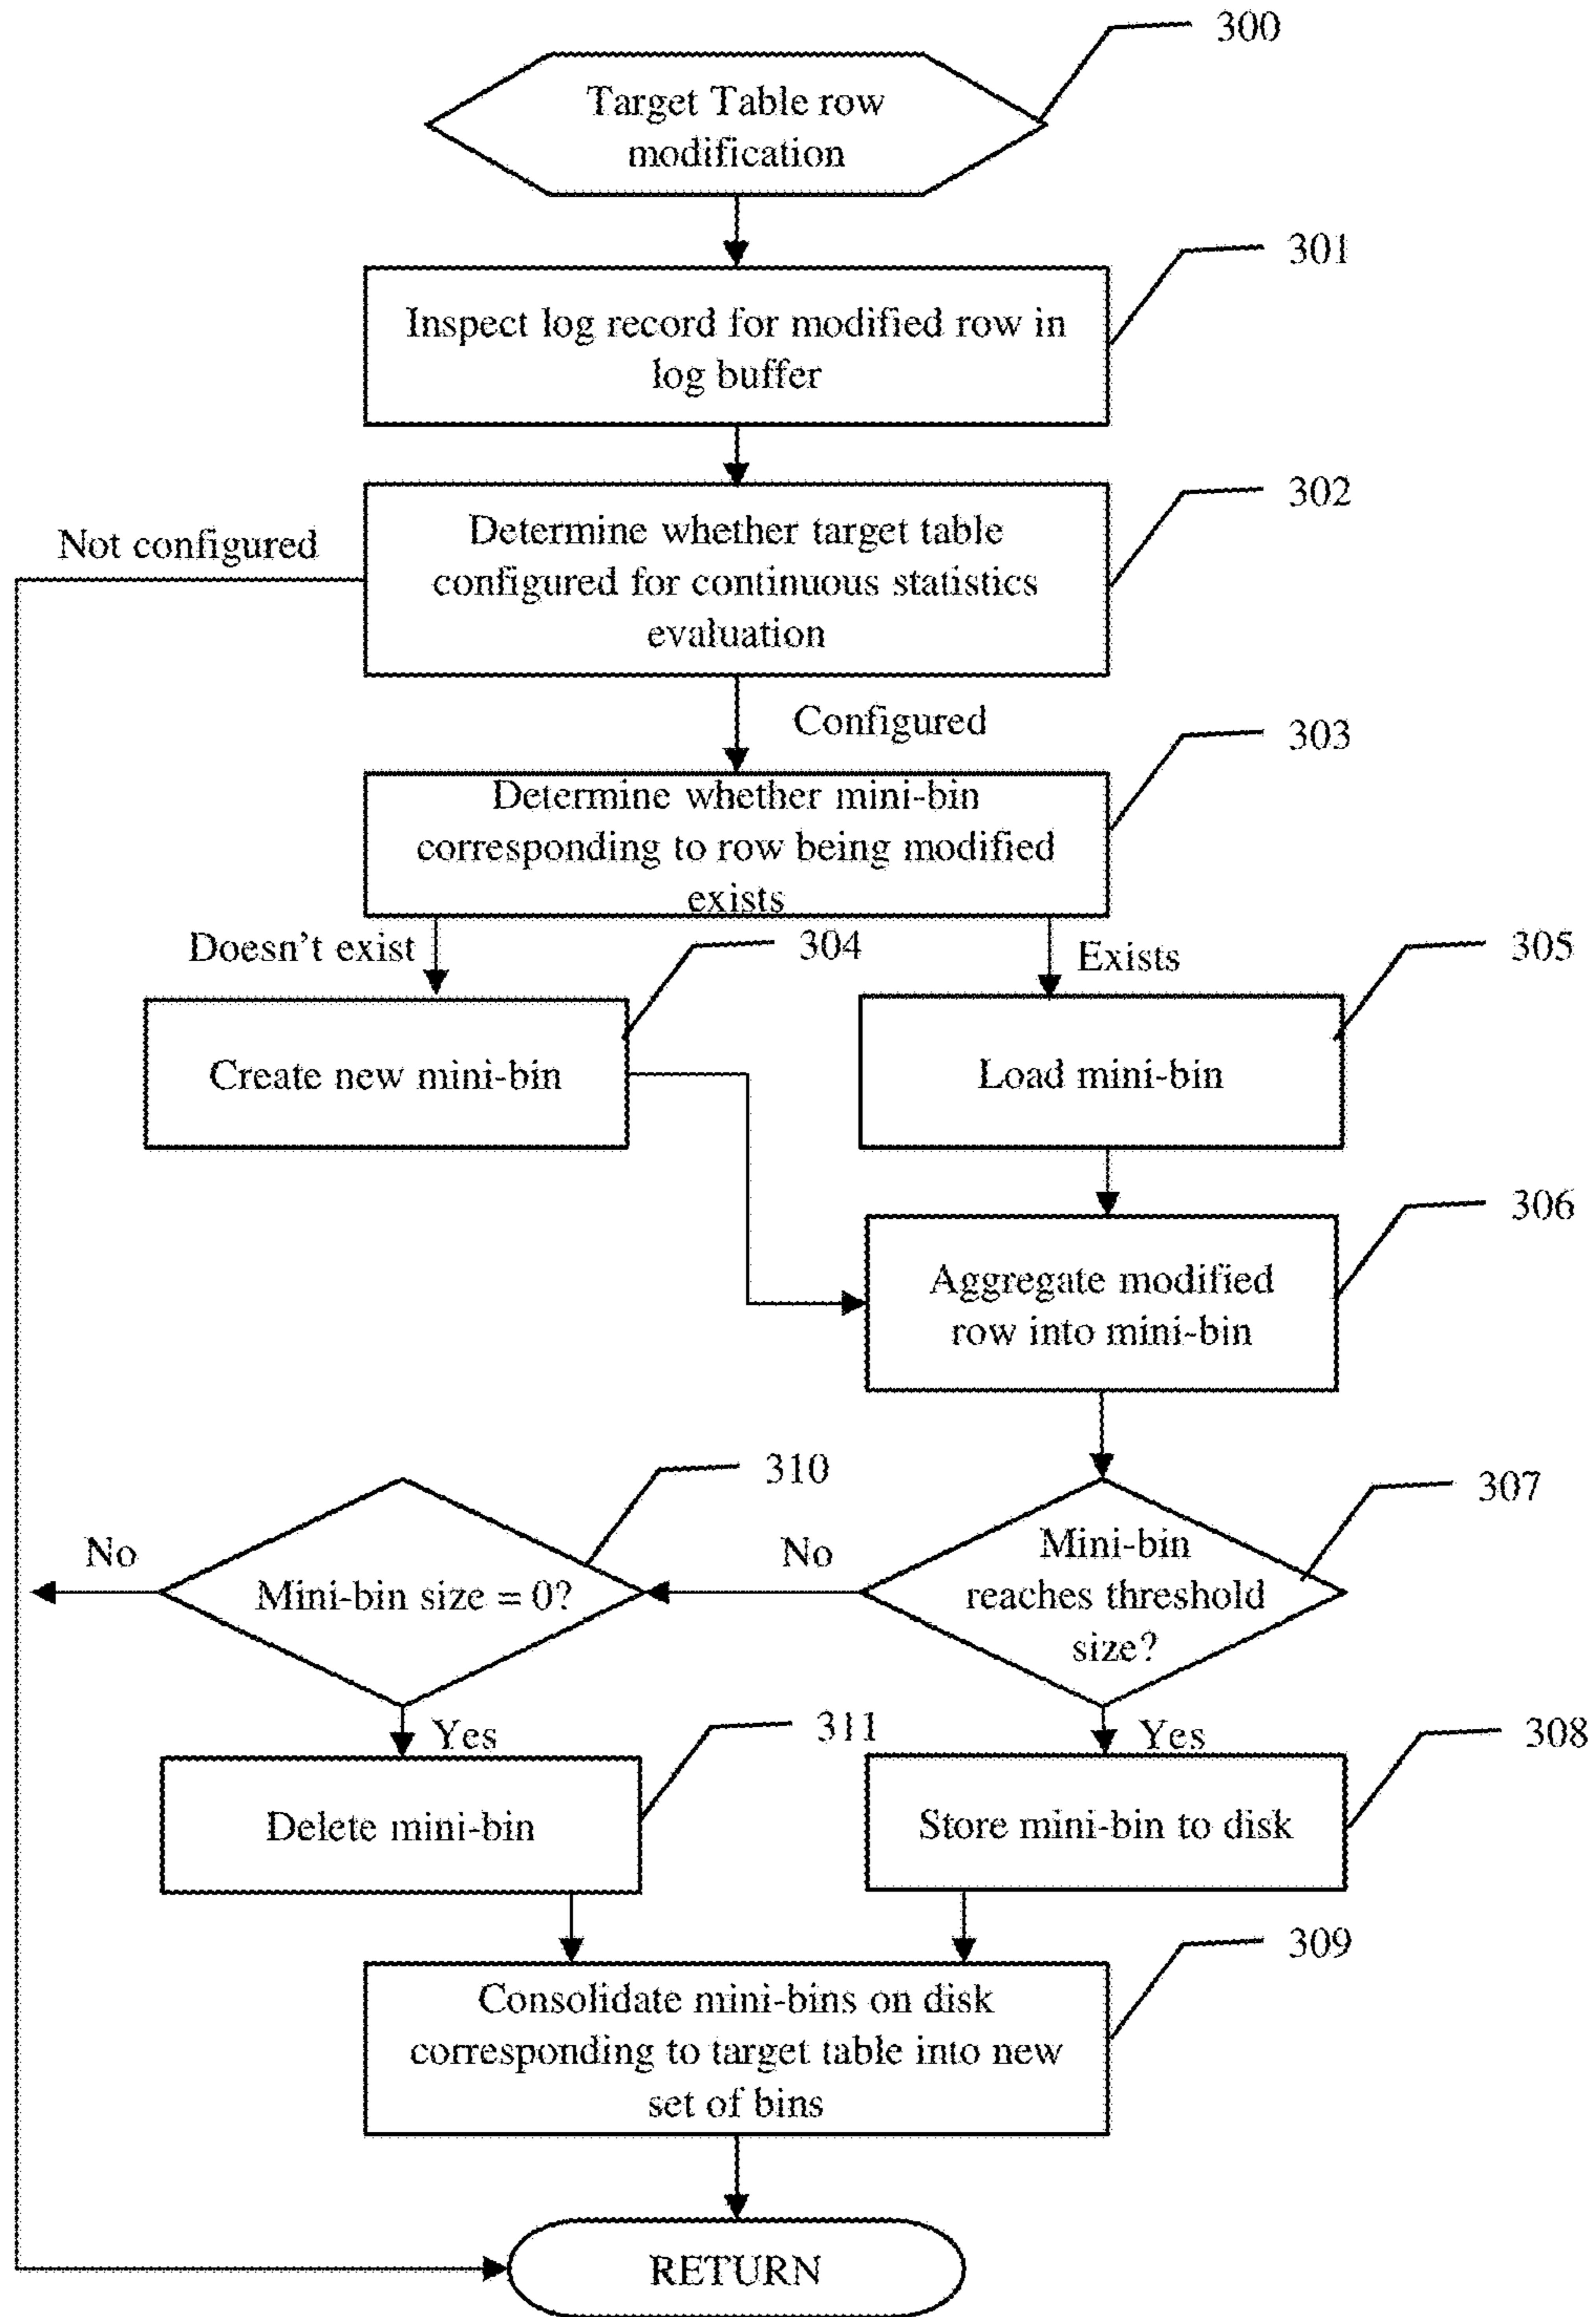 300
Target Table row
modification
301
Inspect log record for modified row in
log buffer
302
Not configured
Determine whether target table
configured for continuous statistics
evaluation
Configured
303
Determine whether mini-bin
corresponding to row being modified
exists
Doesn't exist
304
Exists
305
Create new mini-bin
Load mini-bin
306
Aggregate modified
row into mini-bin
310
307
No
Mini-bin size = 0?
No
Mini-bin
reaches threshold
size?
Yes
311
Yes
308
Delete mini-bin
Store mini-bin to disk
309
Consolidate mini-bins on disk
corresponding to target table into new
set of bins
RETURN